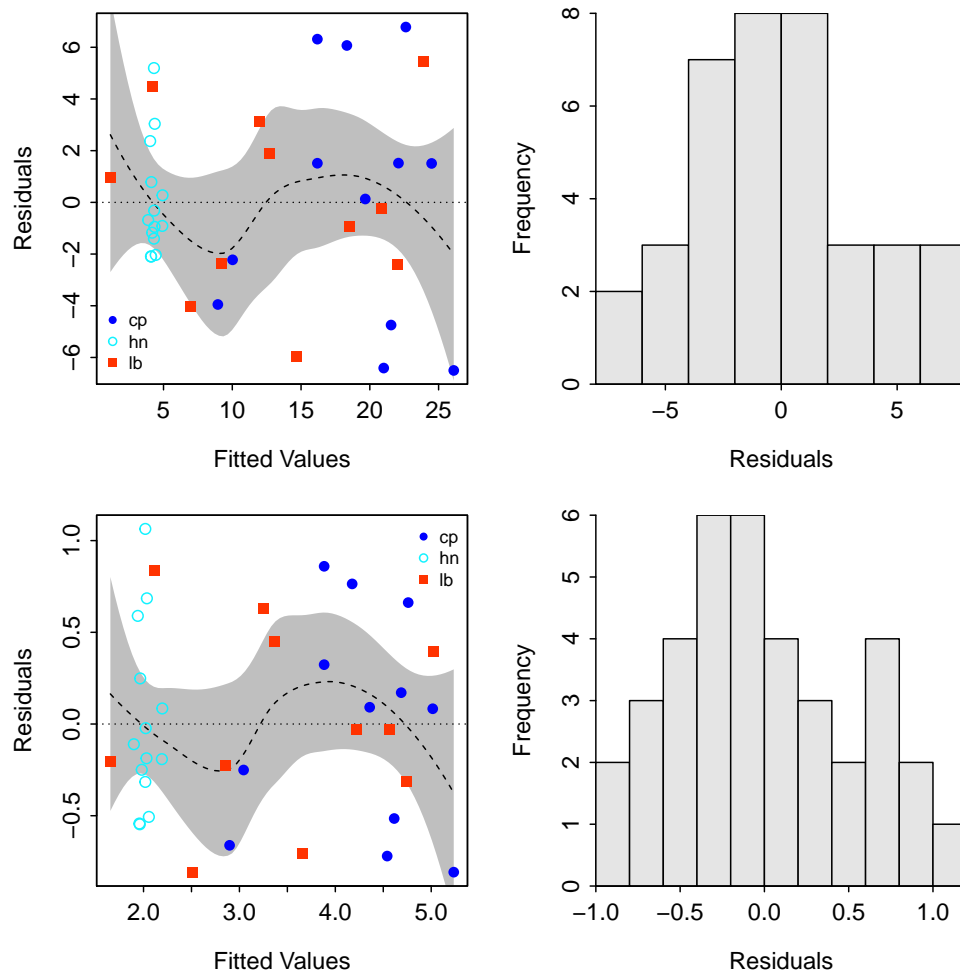 6
4
2
0
−2
−4
−6
Residuals
cp
hn
lb
5 10 15 20 25
Fitted Values
8
6
4
2
0
Frequency
−5 0 5
Residuals
1.0
0.5
0.0
−0.5
Residuals
cp
hn
lb
2.0 3.0 4.0 5.0
Fitted Values
6
5
4
3
2
1
0
Frequency
−1.0 −0.5 0.0 0.5 1.0
Residuals